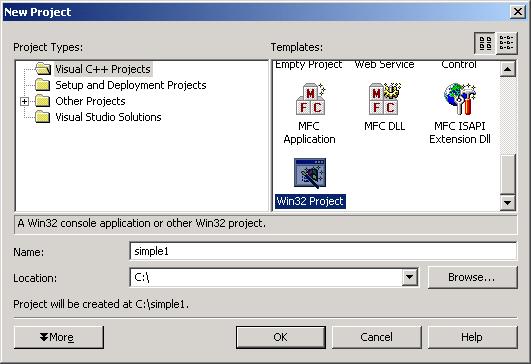 New Project
Project Types:
Templates:
Visual C++ Projects
Setup and Deployment Projects
Other Projects
Visual Studio Solutions
Empty Project
Web Service
Control
MFC Application
MFC DLL
MFC ISAPI Extension Dll
Win32 Project
A Win32 console application or other Win32 project.
Name:
simple1
Location:
C:\
Browse...
Project will be created at C:\simple1.
More
OK
Cancel
Help